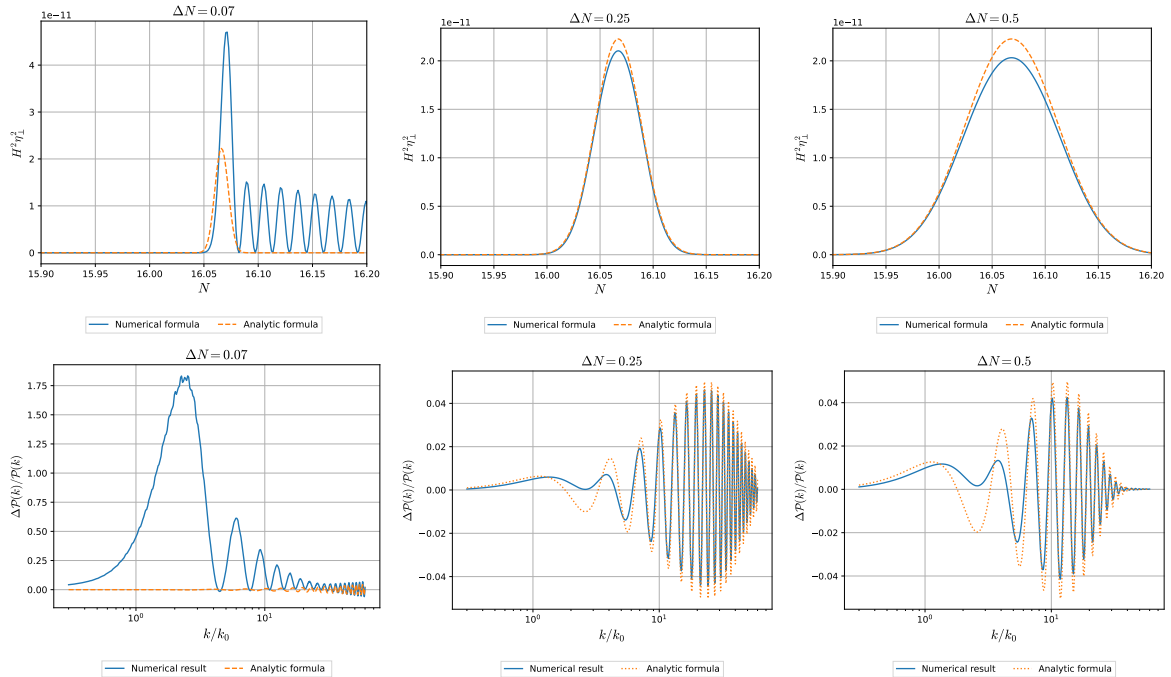 ΔN = 0.07
1e−11
H²η²⊥
4
3
2
1
0
15.90 15.95 16.00 16.05 16.10 16.15 16.20
N
Numerical formula Analytic formula
ΔN = 0.25
1e−11
H²η²⊥
2.0
1.5
1.0
0.5
0.0
15.90 15.95 16.00 16.05 16.10 16.15 16.20
N
Numerical formula Analytic formula
ΔN = 0.5
1e−11
H²η²⊥
2.0
1.5
1.0
0.5
0.0
15.90 15.95 16.00 16.05 16.10 16.15 16.20
N
Numerical formula Analytic formula
ΔN = 0.07
ΔP(k)/P(k)
1.75
1.50
1.25
1.00
0.75
0.50
0.25
0.00
10⁰ 10¹
k/k₀
Numerical result Analytic formula
ΔN = 0.25
ΔP(k)/P(k)
0.04
0.02
0.00
−0.02
−0.04
10⁰ 10¹
k/k₀
Numerical result Analytic formula
ΔN = 0.5
ΔP(k)/P(k)
0.04
0.02
0.00
−0.02
−0.04
10⁰ 10¹
k/k₀
Numerical result Analytic formula